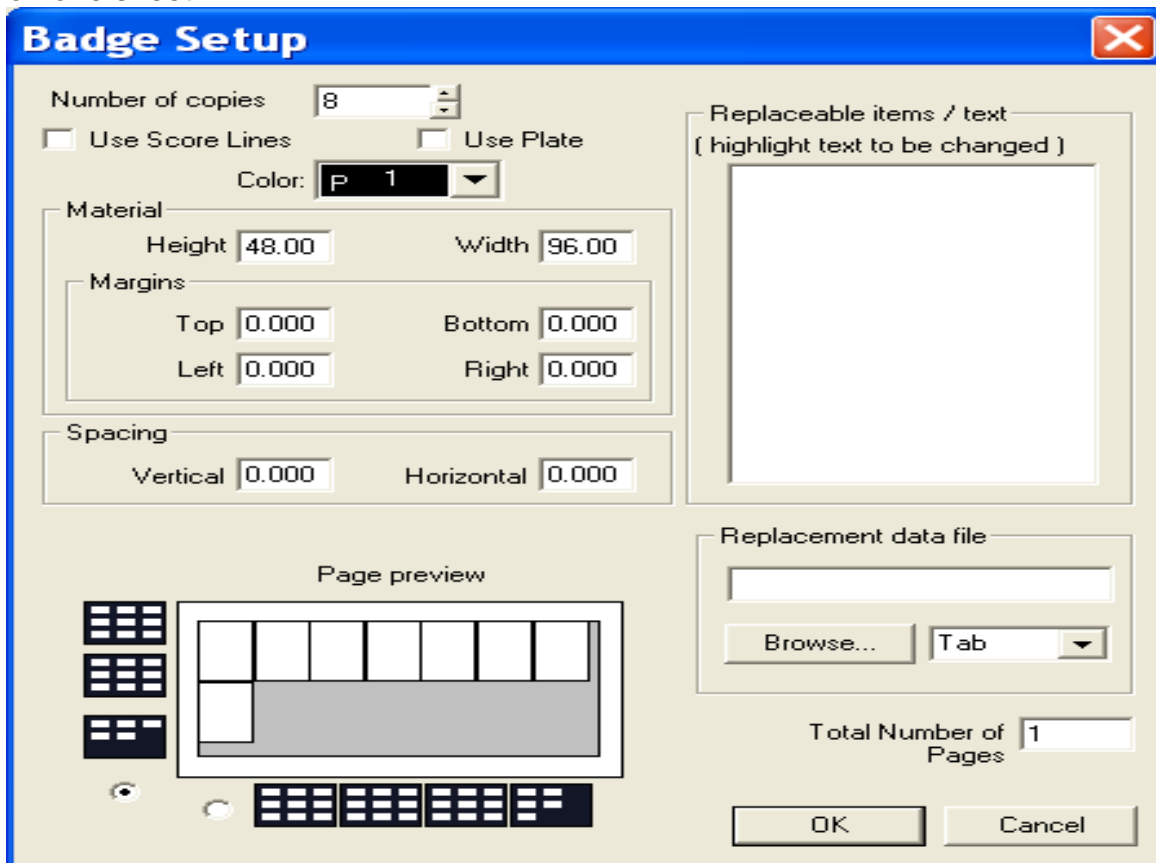 Badge Setup
Number of copies 8
Use Score Lines Use Plate
Color: P 1
Material
Height 48.00 Width 96.00
Margins
Top 0.000 Bottom 0.000
Left 0.000 Right 0.000
Spacing
Vertical 0.000 Horizontal 0.000
Page preview
Replaceable items / text
( highlight text to be changed )
Replacement data file
Browse... Tab
Total Number of 1
Pages
OK Cancel